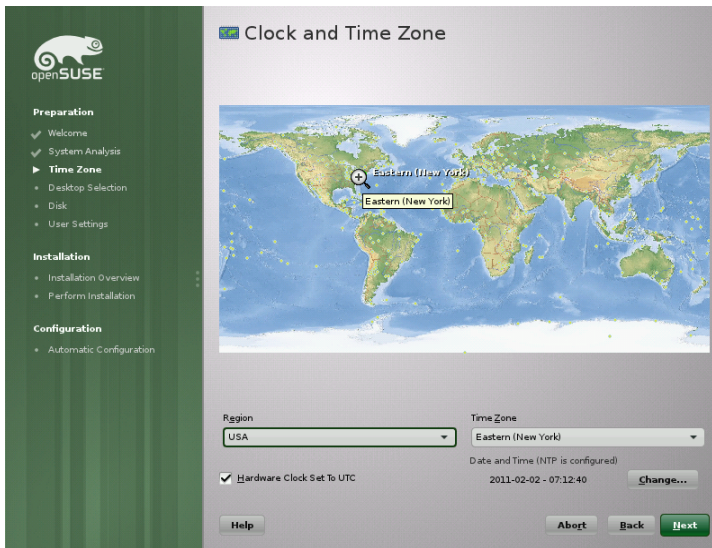 openSUSE
Preparation
Welcome
System Analysis
Time Zone
Desktop Selection
Disk
User Settings
Installation
Installation Overview
Perform Installation
Configuration
Automatic Configuration
Clock and Time Zone
Eastern (New York)
Eastern (New York)
Region
USA
Time Zone
Eastern (New York)
Hardware Clock Set To UTC
Date and Time (NTP is configured)
2011-02-02 - 07:12:40
Change...
Help
Abort
Back
Next